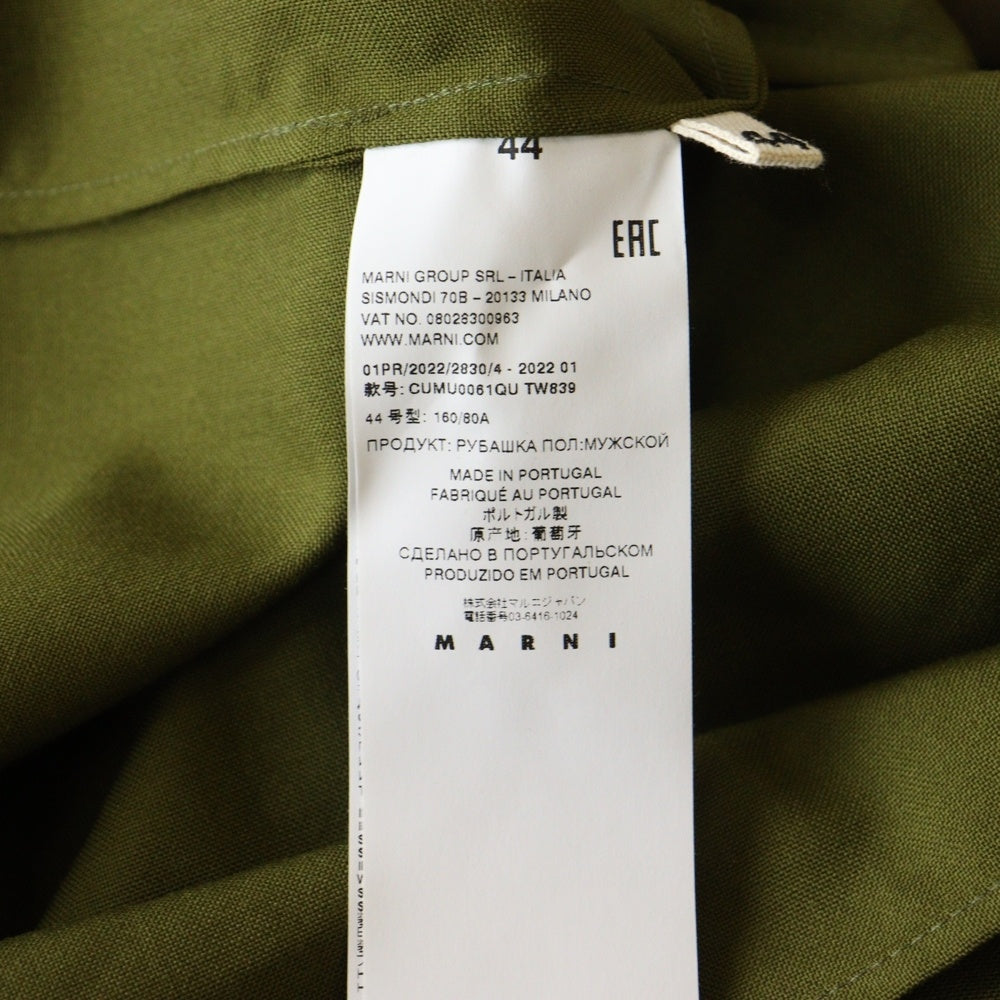 44
EAC
MARNI GROUP SRL – ITALIA
SISMONDI 70B – 20133 MILANO
VAT NO. 08028300963
WWW.MARNI.COM
01PR/2022/2830/4 - 2022 01
款号: CUMU0061QU TW839
44 号型: 160/80A
ПРОДУКТ: РУБАШКА ПОЛ:МУЖСКОЙ
MADE IN PORTUGAL
FABRIQUÉ AU PORTUGAL
ポルトガル製
原产地: 葡萄牙
СДЕЛАНО В ПОРТУГАЛЬСКОМ
PRODUZIDO EM PORTUGAL
株式会社マルニジャパン
電話番号03-6416-1024
MARNI